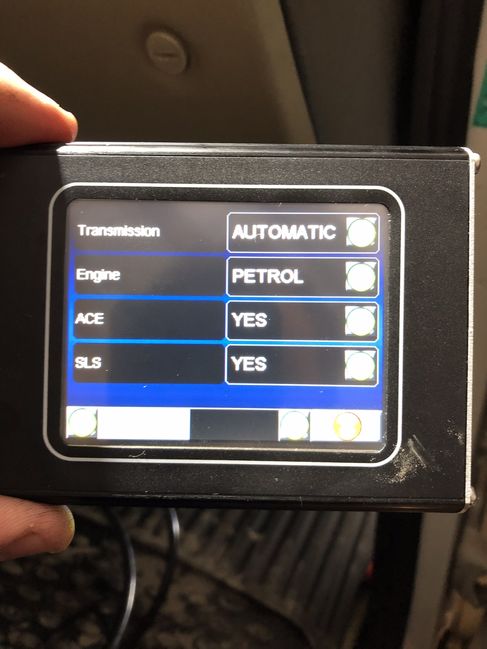 Transmission AUTOMATIC
Engine PETROL
ACE YES
SLS YES